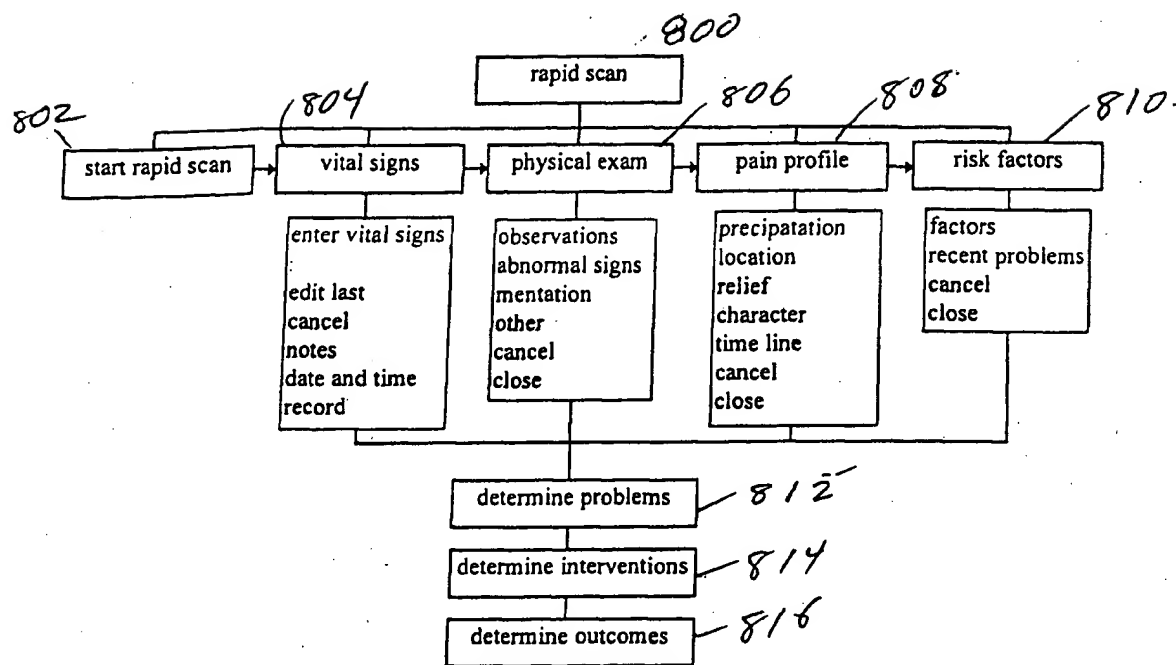 800
rapid scan
802
804
806
808
810
start rapid scan
vital signs
physical exam
pain profile
risk factors
enter vital signs
edit last
cancel
notes
date and time
record
observations
abnormal signs
mentation
other
cancel
close
precipatation
location
relief
character
time line
cancel
close
factors
recent problems
cancel
close
determine problems
812
determine interventions
814
determine outcomes
816